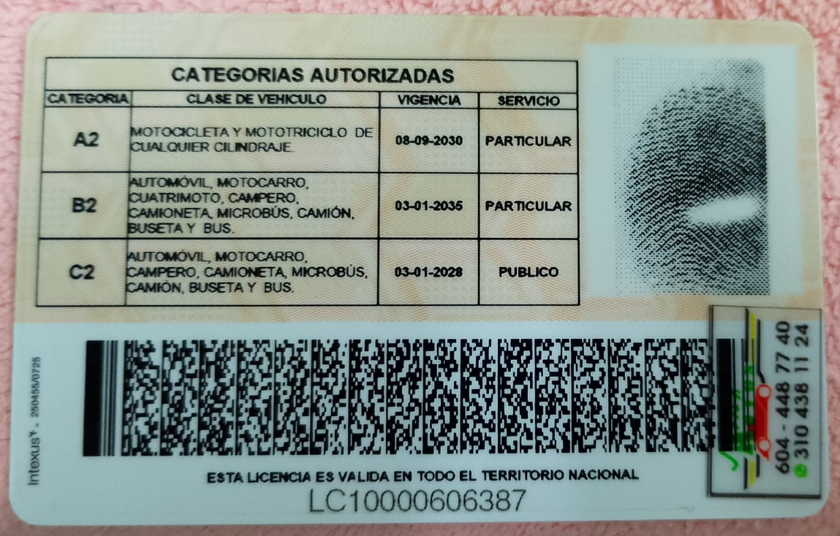 CATEGORIAS AUTORIZADAS
CATEGORIA CLASE DE VEHICULO VIGENCIA SERVICIO
A2 MOTOCICLETA Y MOTOTRICICLO DE CUALQUIER CILINDRAJE. 08-09-2030 PARTICULAR
B2 AUTOMÓVIL, MOTOCARRO, CUATRIMOTO, CAMPERO, CAMIONETA, MICROBÚS, CAMIÓN, BUSETA Y BUS. 03-01-2035 PARTICULAR
C2 AUTOMÓVIL, MOTOCARRO, CAMPERO, CAMIONETA, MICROBÚS, CAMIÓN, BUSETA Y BUS. 03-01-2028 PUBLICO
Intexus - 250455/0725
604 - 448 77 40
310 438 11 24
ESTA LICENCIA ES VALIDA EN TODO EL TERRITORIO NACIONAL
LC10000606387